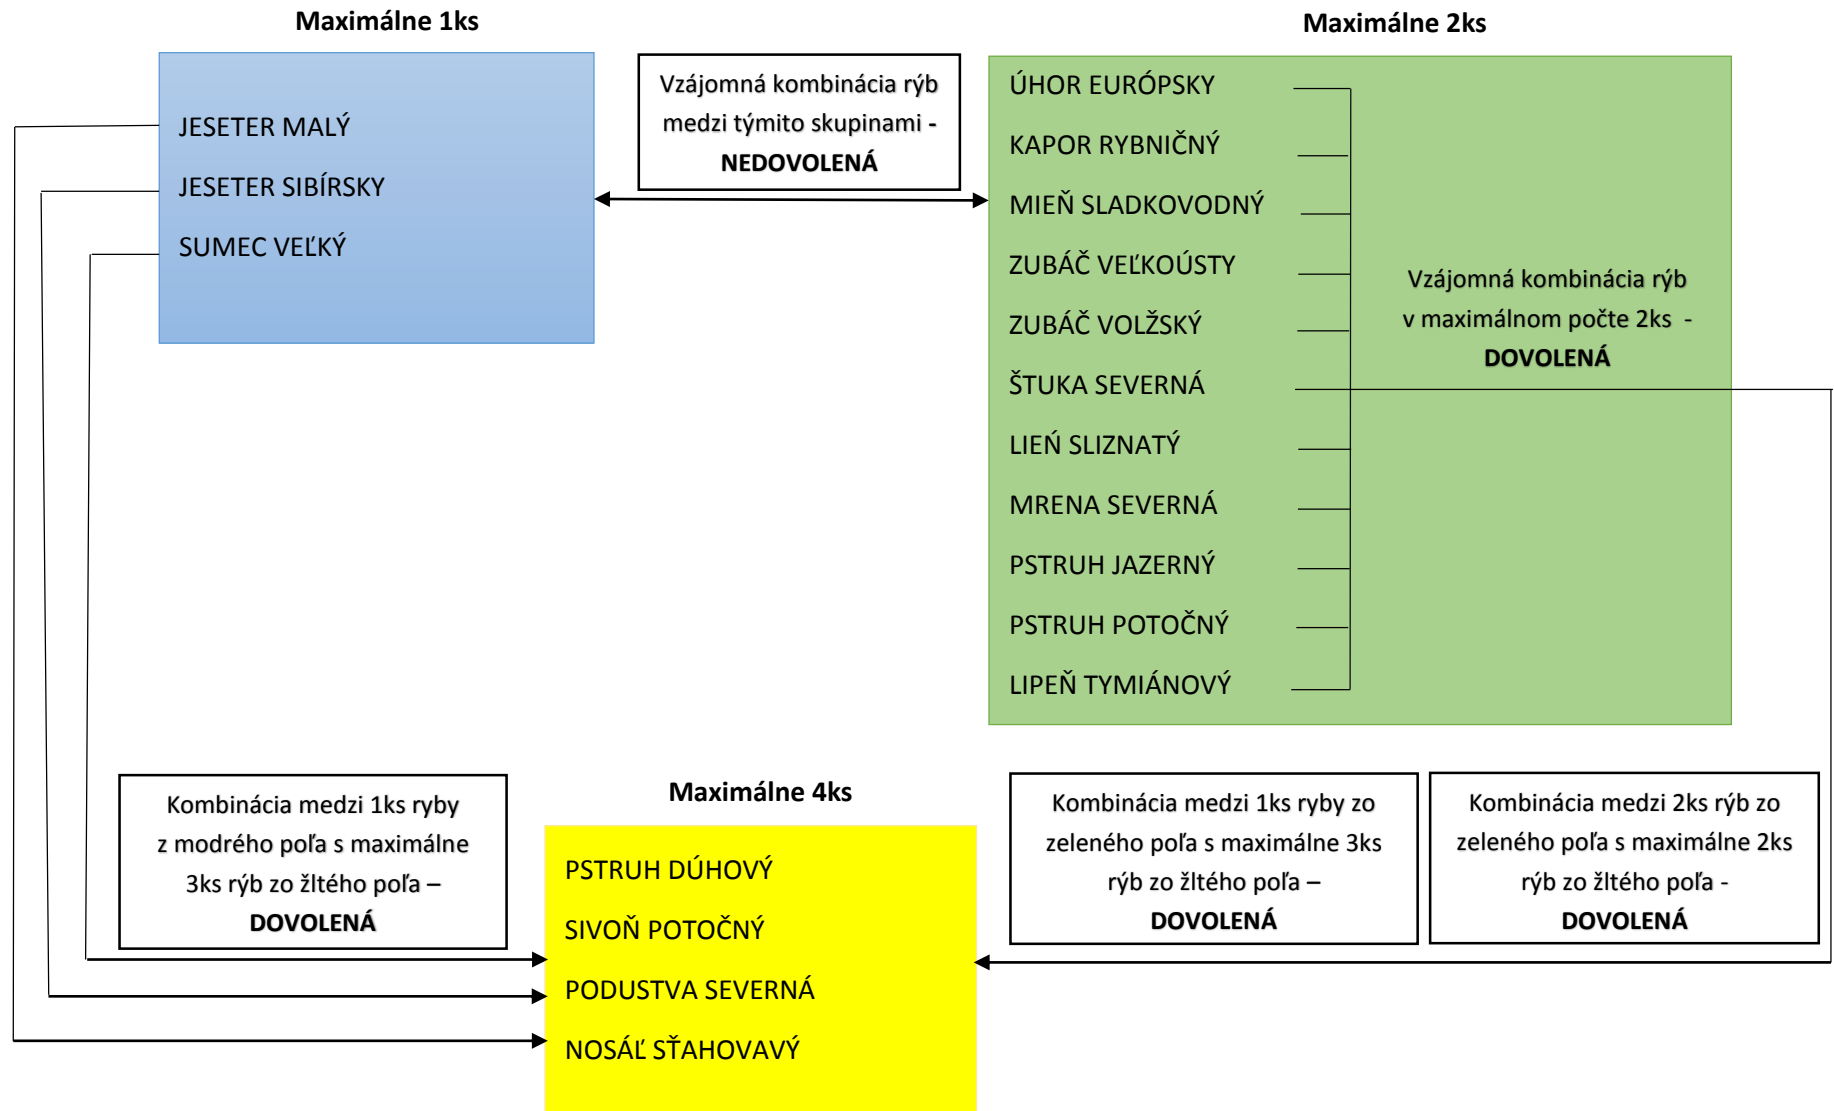 Maximálne 1ks
Maximálne 2ks
JESETER MALÝ
JESETER SIBÍRSKY
SUMEC VEĽKÝ
Vzájomná kombinácia rýb
medzi týmito skupinami -
NEDOVOLENÁ
ÚHOR EURÓPSKY
KAPOR RYBNIČNÝ
MIEŇ SLADKOVODNÝ
ZUBÁČ VEĽKOÚSTY
ZUBÁČ VOLŽSKÝ
ŠTUKA SEVERNÁ
LIEŃ SLIZNATÝ
MRENA SEVERNÁ
PSTRUH JAZERNÝ
PSTRUH POTOČNÝ
LIPEŇ TYMIÁNOVÝ
Vzájomná kombinácia rýb
v maximálnom počte 2ks -
DOVOLENÁ
Kombinácia medzi 1ks ryby
z modrého poľa s maximálne
3ks rýb zo žltého poľa –
DOVOLENÁ
Maximálne 4ks
PSTRUH DÚHOVÝ
SIVOŇ POTOČNÝ
PODUSTVA SEVERNÁ
NOSÁĽ SŤAHOVAVÝ
Kombinácia medzi 1ks ryby zo
zeleného poľa s maximálne 3ks
rýb zo žltého poľa –
DOVOLENÁ
Kombinácia medzi 2ks rýb zo
zeleného poľa s maximálne 2ks
rýb zo žltého poľa -
DOVOLENÁ